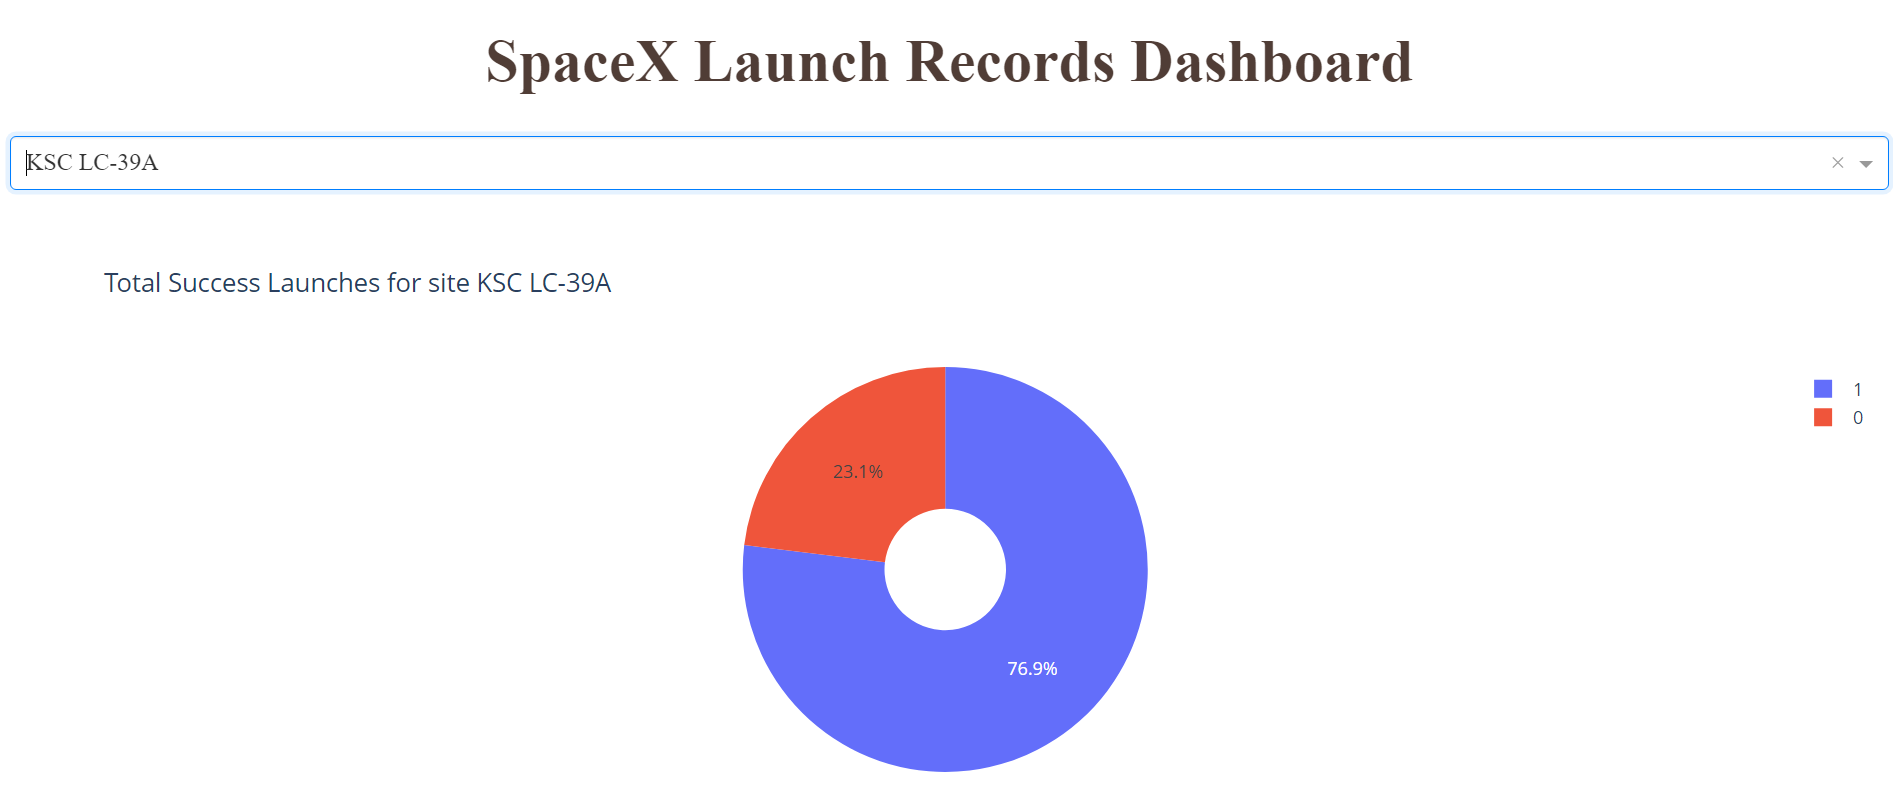 SpaceX Launch Records Dashboard
KSC LC-39A
Total Success Launches for site KSC LC-39A
1
0
23.1%
76.9%